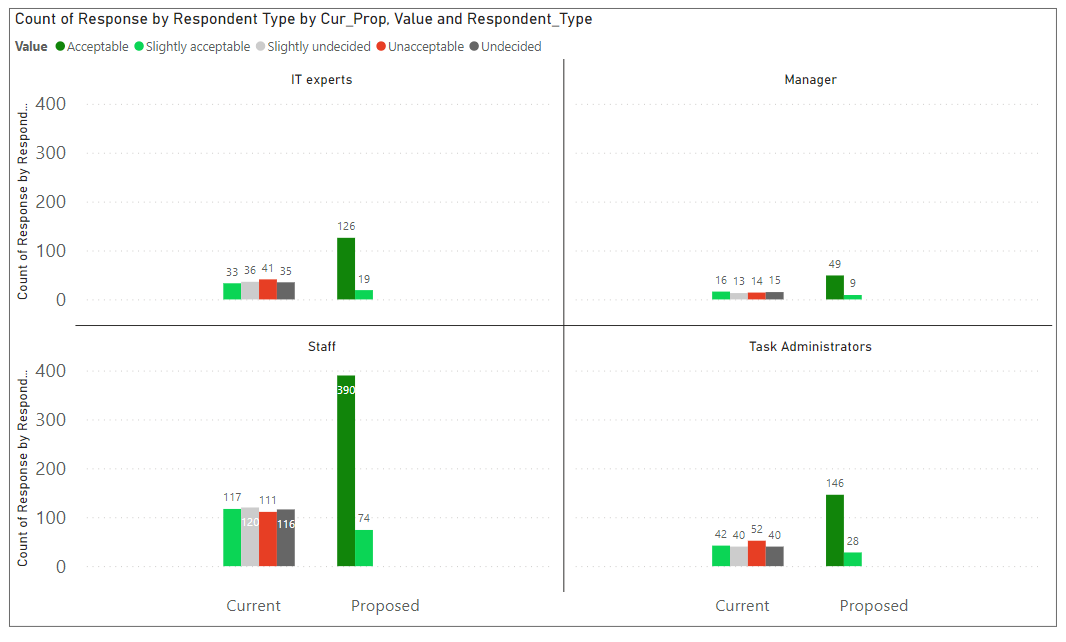 Count of Response by Respondent Type by Cur_Prop, Value and Respondent_Type
Value Acceptable Slightly acceptable Slightly undecided Unacceptable Undecided
IT experts
Manager
Count of Response by Respond...
400
300
200
100
0
33 36 41 35
126
19
16 13 14 15
49
9
Staff
Task Administrators
Count of Response by Respond...
400
300
200
100
0
117 120 111 116
390
74
42 40 52 40
146
28
Current Proposed
Current Proposed